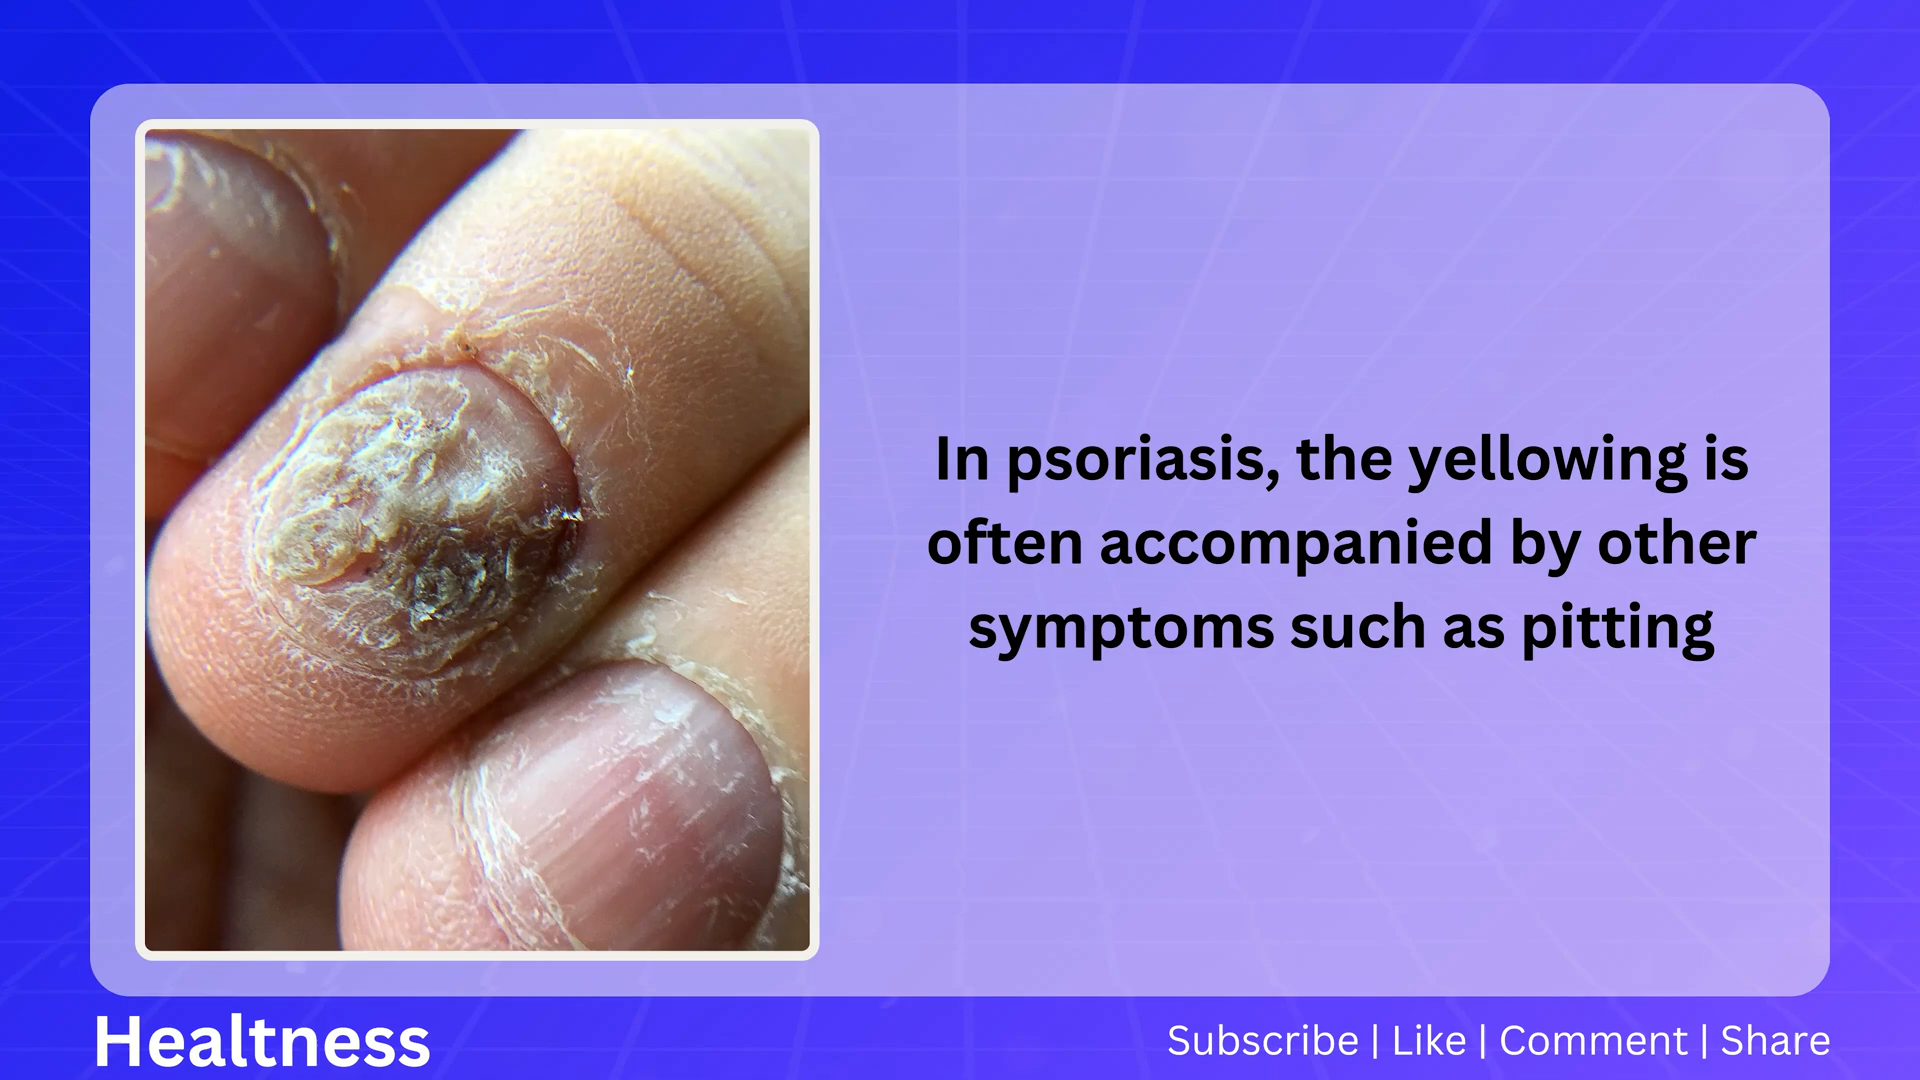 In psoriasis, the yellowing is
often accompanied by other
symptoms such as pitting
Healtness
Subscribe | Like | Comment | Share